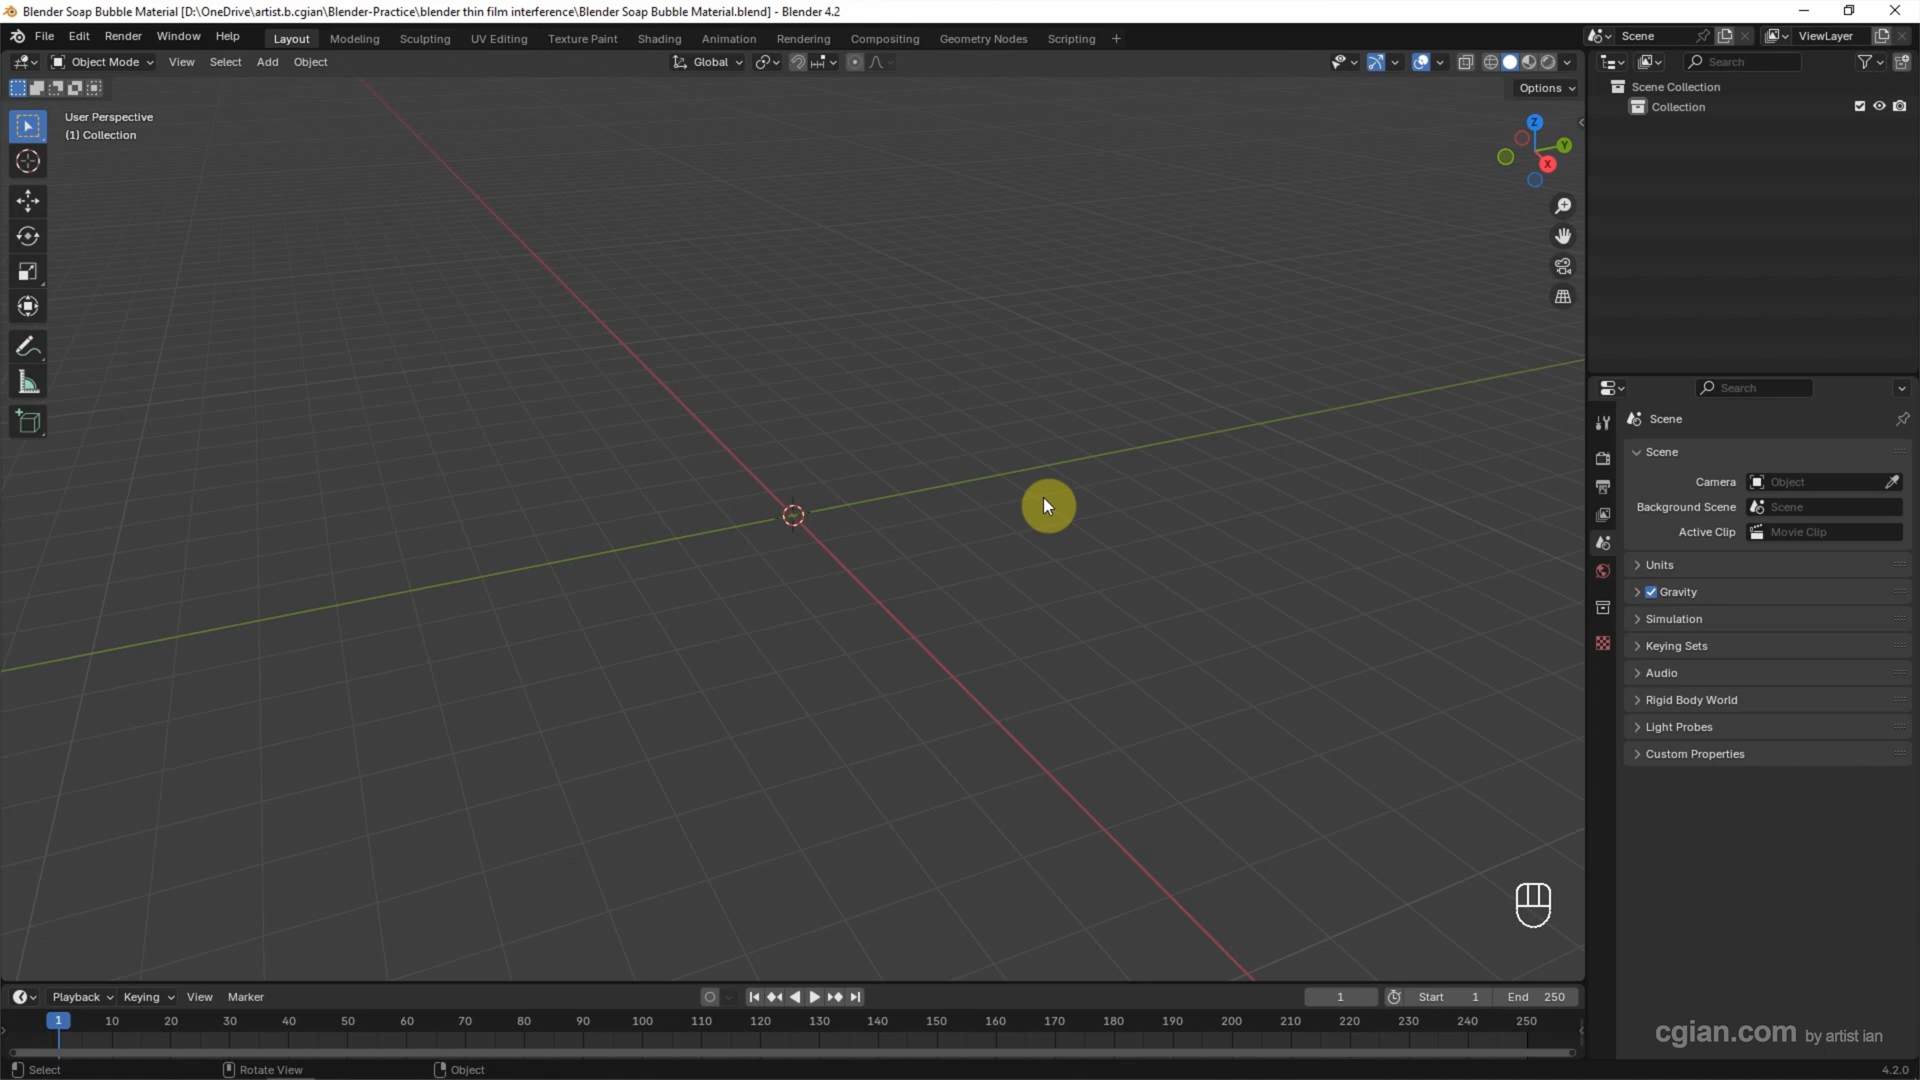 Blender Soap Bubble Material [D:\OneDrive\artist.b.cgian\Blender-Practice\blender thin film interference\Blender Soap Bubble Material.blend] - Blender 4.2
File Edit Render Window Help Layout Modeling Sculpting UV Editing Texture Paint Shading Animation Rendering Compositing Geometry Nodes Scripting + Scene ViewLayer
Object Mode View Select Add Object Global Search
Options
Scene Collection
Collection
User Perspective
(1) Collection
Z
Y
X
Search
Scene
Scene
Camera Object
Background Scene Scene
Active Clip Movie Clip
Units
Gravity
Simulation
Keying Sets
Audio
Rigid Body World
Light Probes
Custom Properties
Playback Keying View Marker 1 Start 1 End 250
1 10 20 30 40 50 60 70 80 90 100 110 120 130 140 150 160 170 180 190 200 210 220 230 240 250
cgian.com by artist ian
Select Rotate View Object 4.2.0